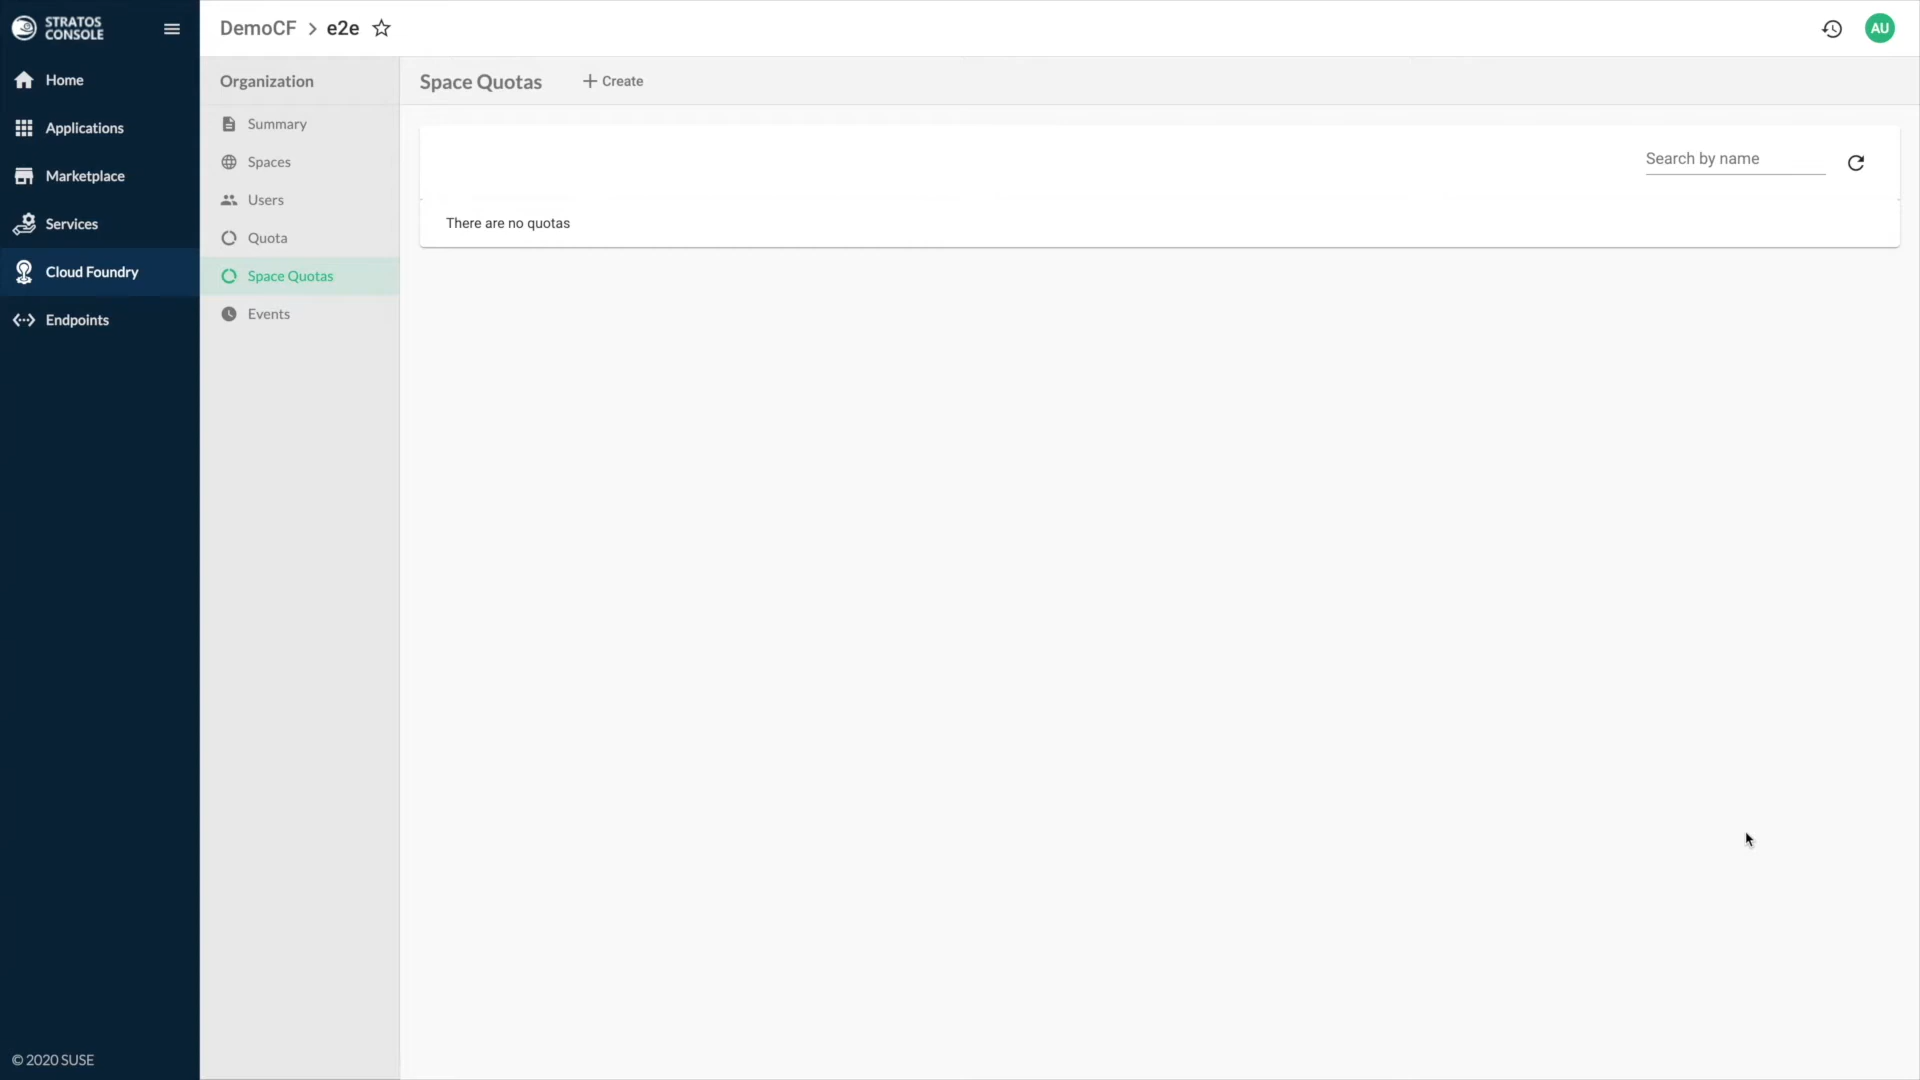 STRATOS
CONSOLE
DemoCF > e2e
AU
Home
Applications
Marketplace
Services
Cloud Foundry
Endpoints
© 2020 SUSE
Organization
Summary
Spaces
Users
Quota
Space Quotas
Events
Space Quotas
+ Create
Search by name
There are no quotas